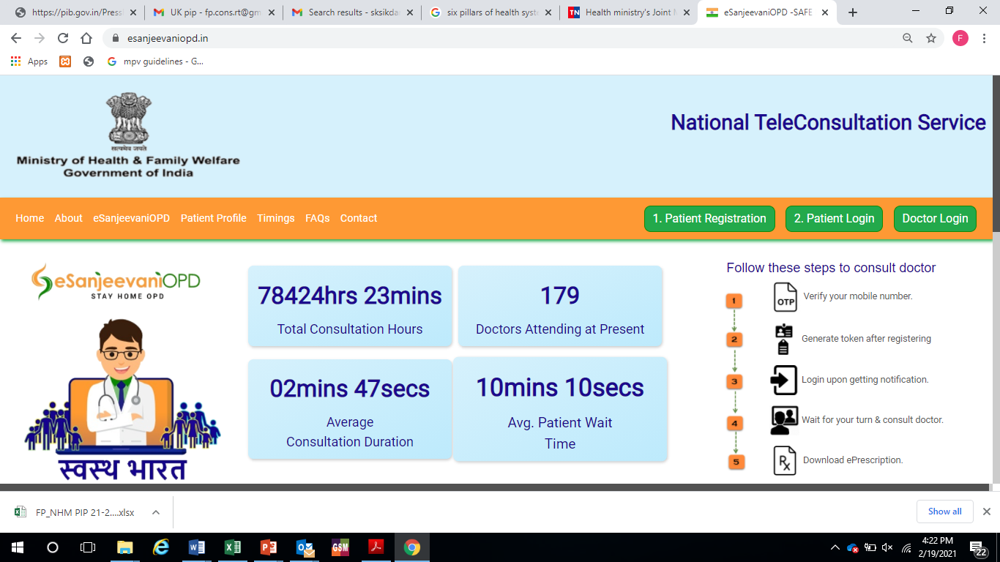 https://pib.gov.in/Press
UK pip - fp.cons.rt@gm
Search results - sksikda
six pillars of health syste
TN
Health ministry's Joint M
eSanjeevaniOPD -SAFE
esanjeevaniopd.in
F
Apps
mpv guidelines - G...
सत्यमेव जयते
Ministry of Health & Family Welfare
Government of India
National TeleConsultation Service
Home About eSanjeevaniOPD Patient Profile Timings FAQs Contact
1. Patient Registration
2. Patient Login
Doctor Login
eSanjeevaniOPD
STAY HOME OPD
स्वस्थ भारत
78424hrs 23mins
Total Consultation Hours
179
Doctors Attending at Present
02mins 47secs
Average
Consultation Duration
10mins 10secs
Avg. Patient Wait
Time
Follow these steps to consult doctor
1 OTP Verify your mobile number.
2 Generate token after registering
3 Login upon getting notification.
4 Wait for your turn & consult doctor.
5 Rx Download ePrescription.
FP_NHM PIP 21-2....xlsx
Show all
GSM
4:22 PM
2/19/2021
22